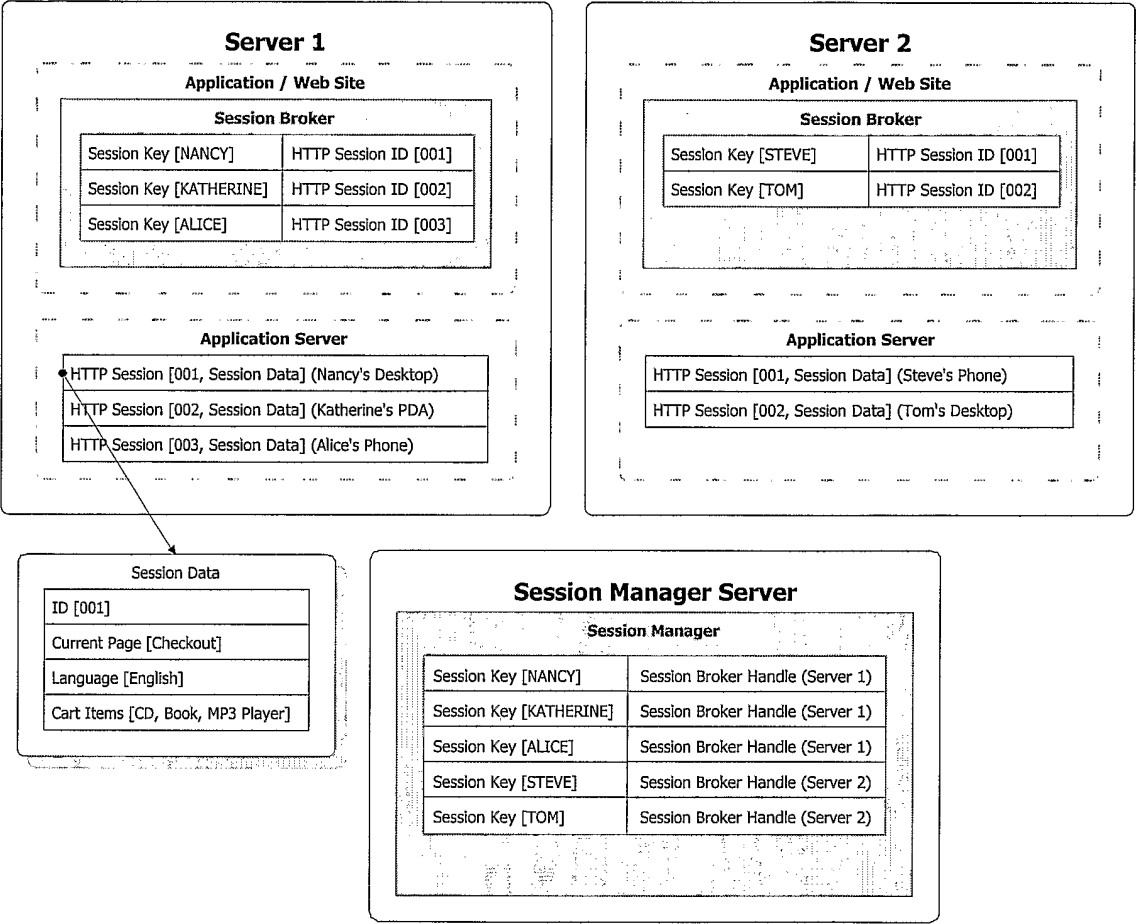 Server 1
Application / Web Site
Session Broker
Session Key [NANCY] HTTP Session ID [001]
Session Key [KATHERINE] HTTP Session ID [002]
Session Key [ALICE] HTTP Session ID [003]
Application Server
HTTP Session [001, Session Data] (Nancy's Desktop)
HTTP Session [002, Session Data] (Katherine's PDA)
HTTP Session [003, Session Data] (Alice's Phone)
Server 2
Application / Web Site
Session Broker
Session Key [STEVE] HTTP Session ID [001]
Session Key [TOM] HTTP Session ID [002]
Application Server
HTTP Session [001, Session Data] (Steve's Phone)
HTTP Session [002, Session Data] (Tom's Desktop)
Session Data
ID [001]
Current Page [Checkout]
Language [English]
Cart Items [CD, Book, MP3 Player]
Session Manager Server
Session Manager
Session Key [NANCY] Session Broker Handle (Server 1)
Session Key [KATHERINE] Session Broker Handle (Server 1)
Session Key [ALICE] Session Broker Handle (Server 1)
Session Key [STEVE] Session Broker Handle (Server 2)
Session Key [TOM] Session Broker Handle (Server 2)